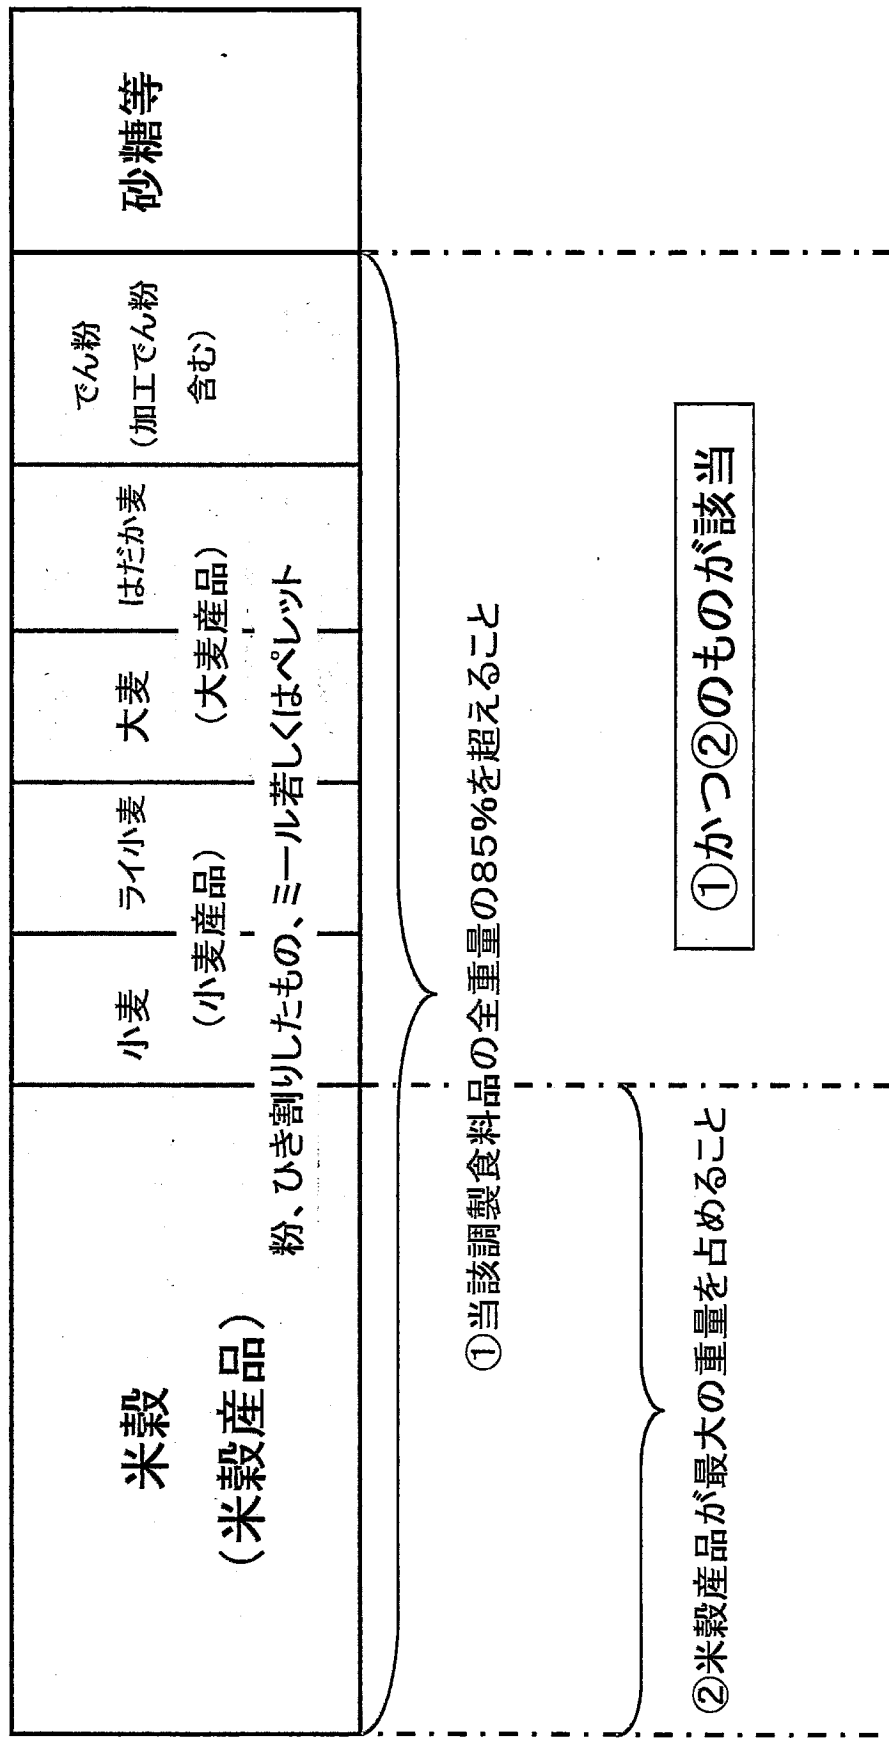 米穀
（米穀産品）
小麦
ライ小麦
（小麦産品）
大麦
はだか麦
（大麦産品）
粉、ひき割りしたもの、ミール若しくはペレット
でん粉
（加工でん粉
含む）
砂糖等
①当該調製食料品の全重量の85%を超えること
②米穀産品が最大の重量を占めること
①かつ②のものが該当